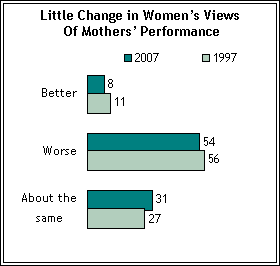 Little Change in Women's Views
Of Mothers' Performance
2007 1997
Better 8
11
Worse 54
56
About the same 31
27